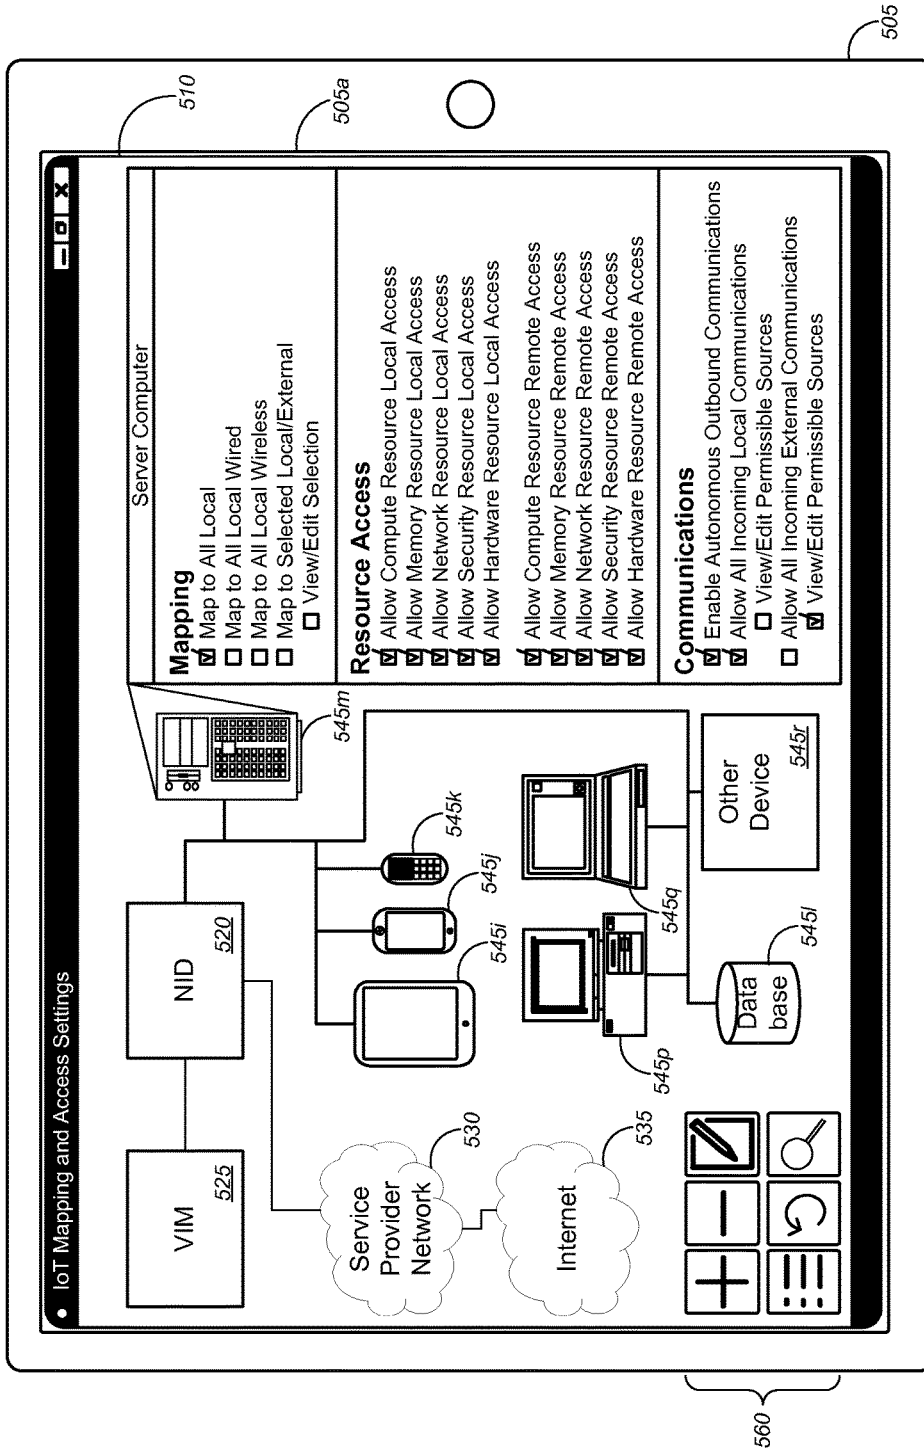 IoT Mapping and Access Settings
VIM
525
NID
520
Service
Provider
Network
530
Internet
535
545i
545j
545k
545m
545p
545q
Data
base
545l
Other
Device
545r
560
Server Computer
Mapping
Map to All Local
Map to All Local Wired
Map to All Local Wireless
Map to Selected Local/External
View/Edit Selection
Resource Access
Allow Compute Resource Local Access
Allow Memory Resource Local Access
Allow Network Resource Local Access
Allow Security Resource Local Access
Allow Hardware Resource Local Access
Allow Compute Resource Remote Access
Allow Memory Resource Remote Access
Allow Network Resource Remote Access
Allow Security Resource Remote Access
Allow Hardware Resource Remote Access
Communications
Enable Autonomous Outbound Communications
Allow All Incoming Local Communications
View/Edit Permissible Sources
Allow All Incoming External Communications
View/Edit Permissible Sources
510
505a
505